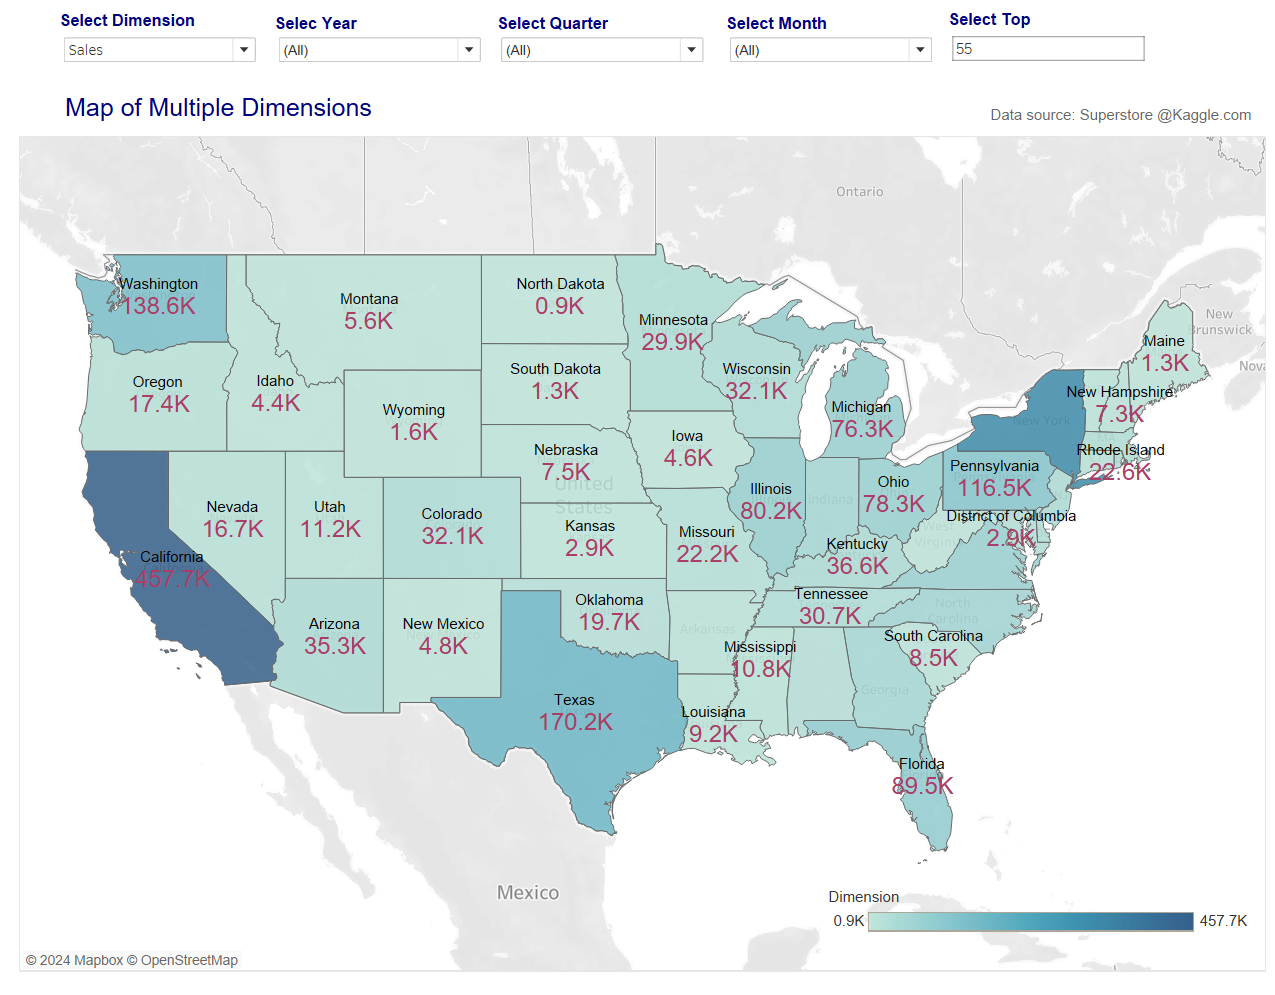 Select Dimension
Selec Year
Select Quarter
Select Month
Select Top
Sales
(All)
(All)
(All)
55
Map of Multiple Dimensions
Data source: Superstore @Kaggle.com
Ontario
Washington
138.6K
Montana
5.6K
North Dakota
0.9K
Minnesota
29.9K
New
Brunswick
Maine
1.3K
Oregon
17.4K
Idaho
4.4K
Wyoming
1.6K
South Dakota
1.3K
Wisconsin
32.1K
Michigan
76.3K
New York
New Hampshire
7.3K
Nebraska
7.5K
Iowa
4.6K
Illinois
80.2K
Indiana
Ohio
78.3K
Pennsylvania
116.5K
Rhode Island
22.6K
United
States
Nevada
16.7K
Utah
11.2K
Colorado
32.1K
Kansas
2.9K
Missouri
22.2K
Kentucky
36.6K
West
Virginia
District of Columbia
2.9K
California
457.7K
Arizona
35.3K
New Mexico
4.8K
Oklahoma
19.7K
Arkansas
Tennessee
30.7K
North
Carolina
South Carolina
8.5K
Mississippi
10.8K
Georgia
Texas
170.2K
Louisiana
9.2K
Florida
89.5K
Mexico
Dimension
0.9K
457.7K
© 2024 Mapbox © OpenStreetMap